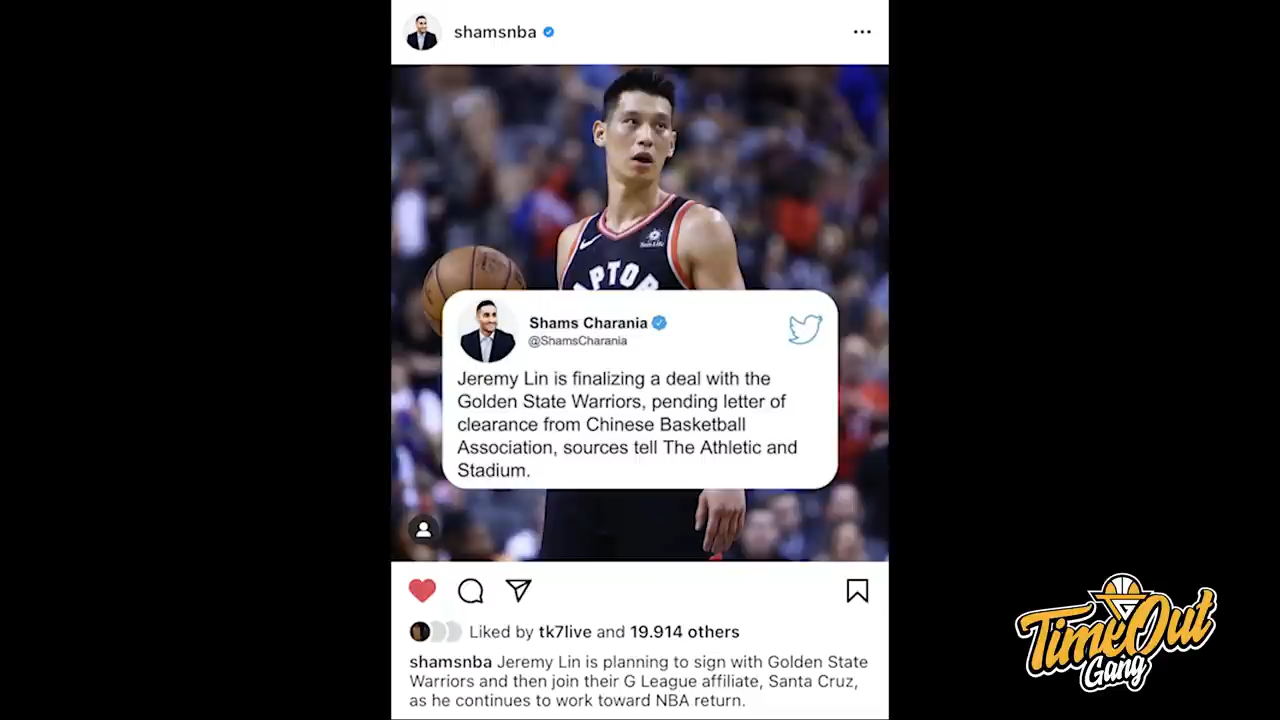 shamsnba
APTOR
Sun Life
Shams Charania
@ShamsCharania
Jeremy Lin is finalizing a deal with the
Golden State Warriors, pending letter of
clearance from Chinese Basketball
Association, sources tell The Athletic and
Stadium.
Liked by tk7live and 19.914 others
shamsnba Jeremy Lin is planning to sign with Golden State
Warriors and then join their G League affiliate, Santa Cruz,
as he continues to work toward NBA return.
TimeOut
Gang